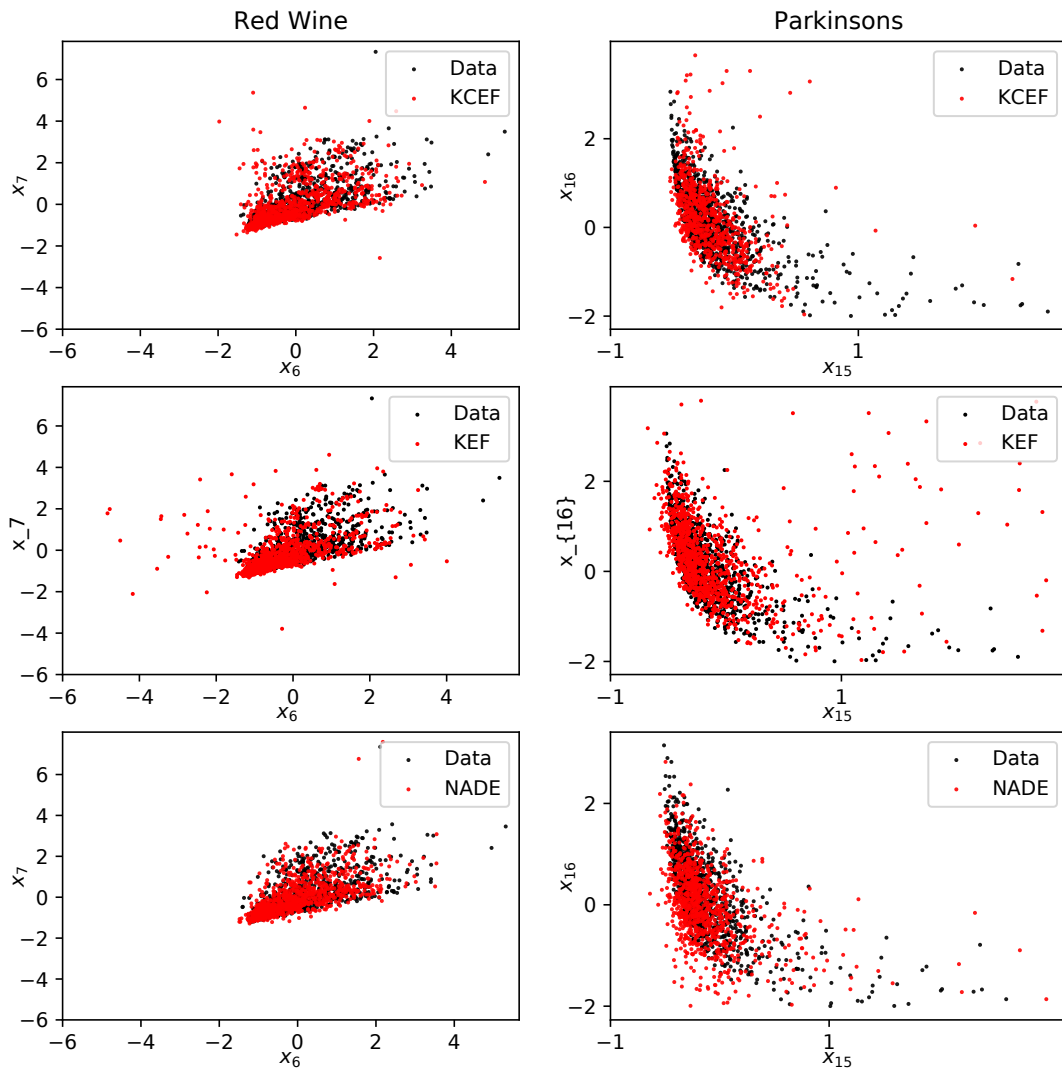 Red Wine
Parkinsons
6
4
2
0
−2
−4
−6
x₇
Data
KCEF
−6
−4
−2
0
2
4
x₆
2
0
−2
x₁₆
Data
KCEF
−1
1
x₁₅
6
4
2
0
−2
−4
−6
x_7
Data
KEF
−6
−4
−2
0
2
4
x₆
2
0
−2
x_{16}
Data
KEF
−1
1
x₁₅
6
4
2
0
−2
−4
−6
x₇
Data
NADE
−6
−4
−2
0
2
4
x₆
2
0
−2
x₁₆
Data
NADE
−1
1
x₁₅